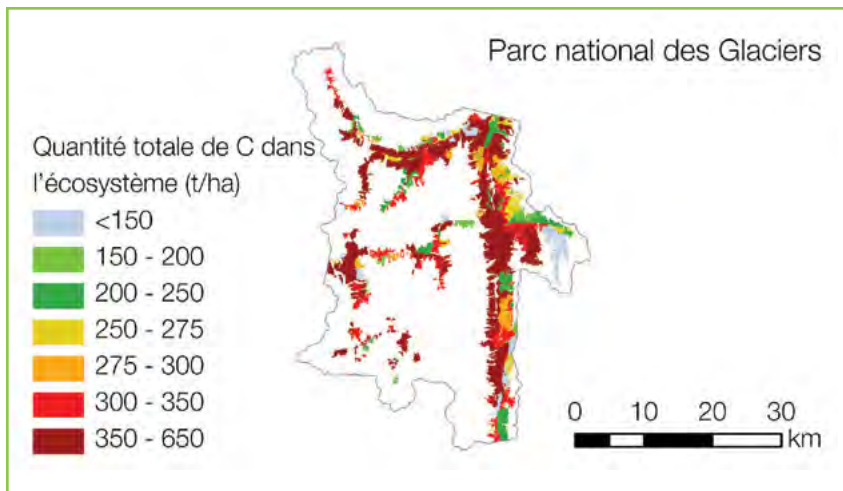 Parc national des Glaciers
Quantité totale de C dans
l'écosystème (t/ha)
<150
150 - 200
200 - 250
250 - 275
275 - 300
300 - 350
350 - 650
0 10 20 30
km